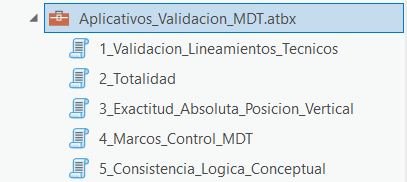 Aplicativos_Validacion_MDT.atbx
1_Validacion_Lineamientos_Tecnicos
2_Totalidad
3_Exactitud_Absoluta_Posicion_Vertical
4_Marcos_Control_MDT
5_Consistencia_Logica_Conceptual